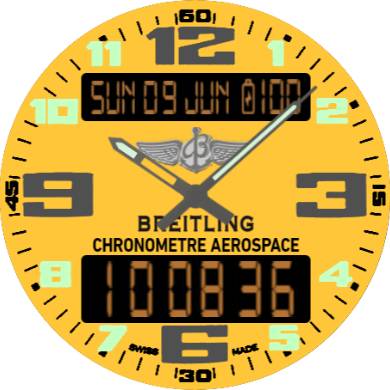 60
11 12 1
SUN 09 JUN 0100
10 2
45 9 3 15
BREITLING
CHRONOMETRE AEROSPACE
8 4
100836
7 5
SWISS 6 MADE
30